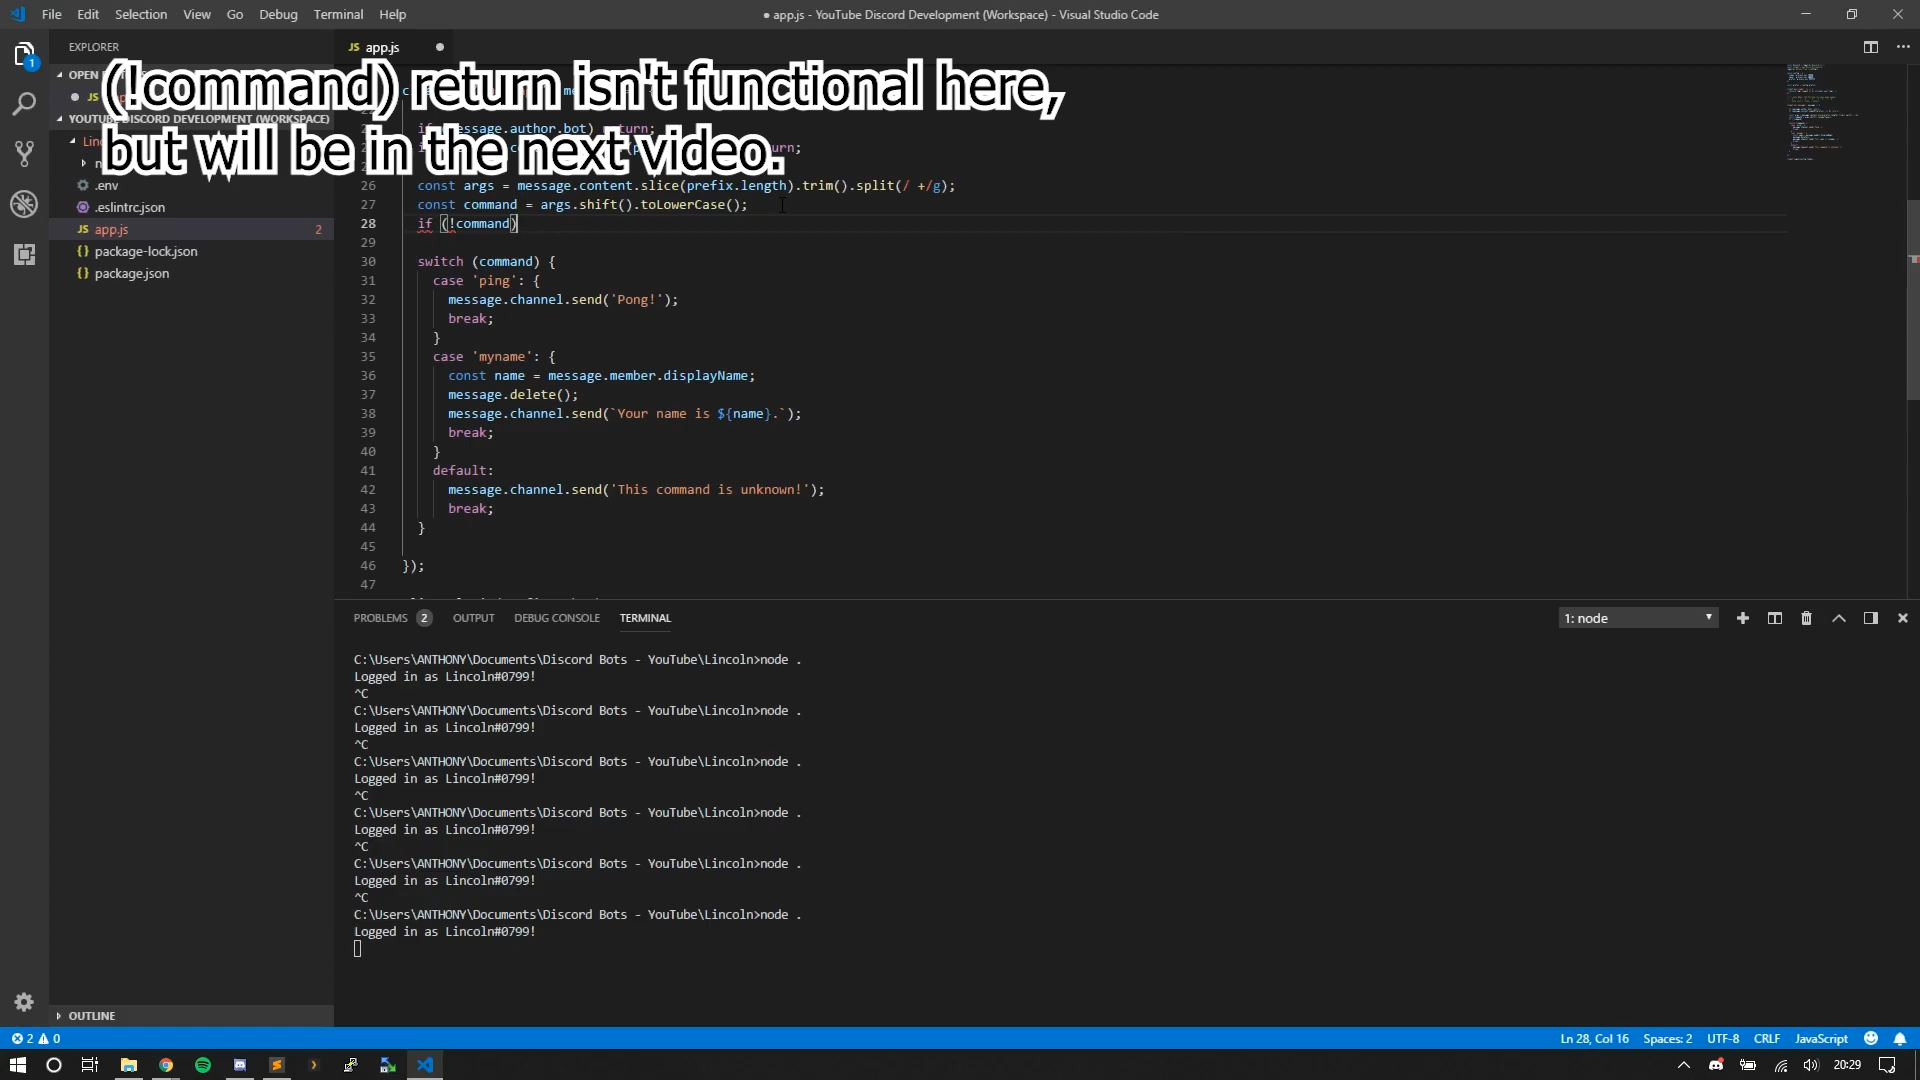 File Edit Selection View Go Debug Terminal Help
● app.js - YouTube Discord Development (Workspace) - Visual Studio Code
EXPLORER
JS app.js
(!command) return isn't functional here,
but will be in the next video.
OPEN
JS
YOUTUBE DISCORD DEVELOPMENT (WORKSPACE)
.env
.eslintrc.json
JS app.js 2
{} package-lock.json
{} package.json
message.author.bot) return;
26 const args = message.content.slice(prefix.length).trim().split(/ +/g);
27 const command = args.shift().toLowerCase();
28 if (!command)
29
30 switch (command) {
31 case 'ping': {
32 message.channel.send('Pong!');
33 break;
34 }
35 case 'myname': {
36 const name = message.member.displayName;
37 message.delete();
38 message.channel.send(`Your name is ${name}.`);
39 break;
40 }
41 default:
42 message.channel.send('This command is unknown!');
43 break;
44 }
45
46 });
47
PROBLEMS 2 OUTPUT DEBUG CONSOLE TERMINAL
1: node
C:\Users\ANTHONY\Documents\Discord Bots - YouTube\Lincoln>node .
Logged in as Lincoln#0799!
^C
C:\Users\ANTHONY\Documents\Discord Bots - YouTube\Lincoln>node .
Logged in as Lincoln#0799!
^C
C:\Users\ANTHONY\Documents\Discord Bots - YouTube\Lincoln>node .
Logged in as Lincoln#0799!
^C
C:\Users\ANTHONY\Documents\Discord Bots - YouTube\Lincoln>node .
Logged in as Lincoln#0799!
^C
C:\Users\ANTHONY\Documents\Discord Bots - YouTube\Lincoln>node .
Logged in as Lincoln#0799!
^C
C:\Users\ANTHONY\Documents\Discord Bots - YouTube\Lincoln>node .
Logged in as Lincoln#0799!
OUTLINE
2 0
Ln 28, Col 16 Spaces: 2 UTF-8 CRLF JavaScript
20:29